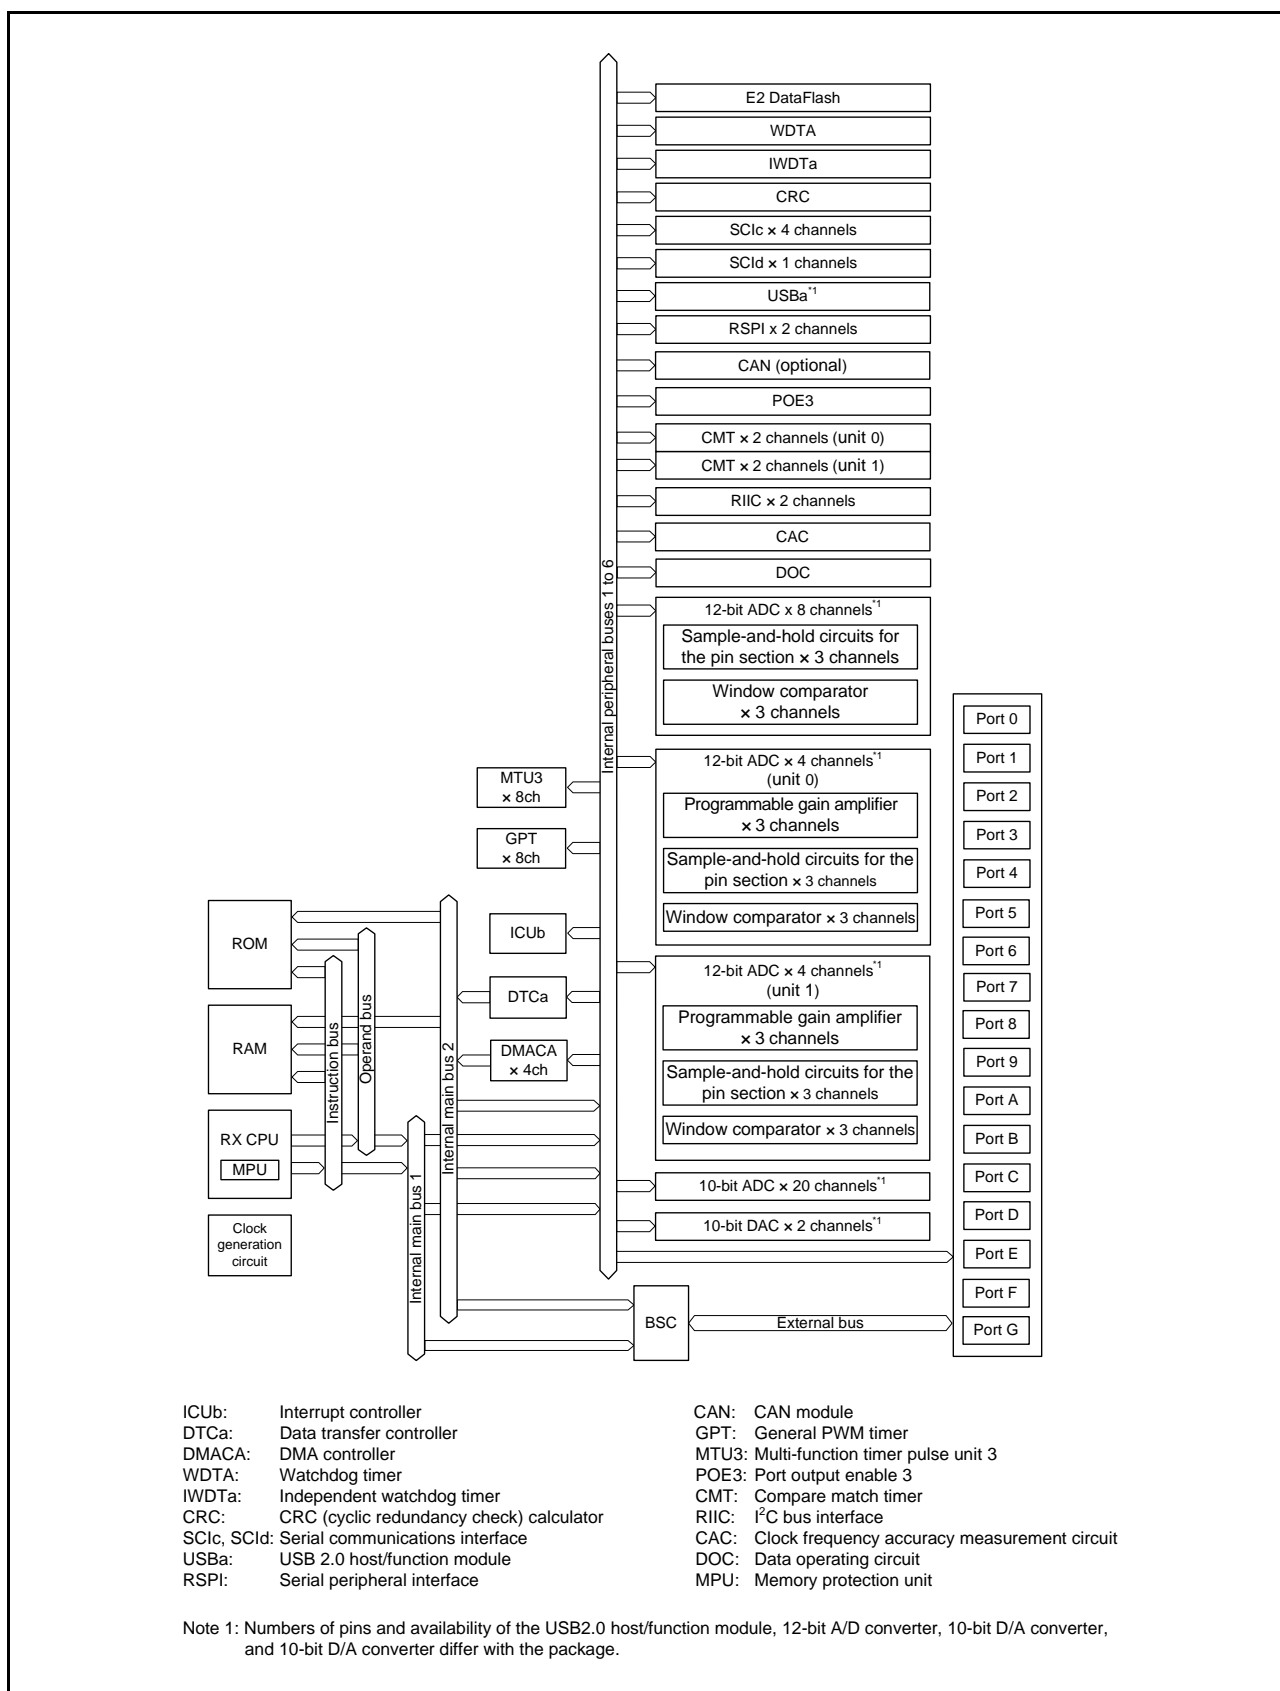 E2 DataFlash
WDTA
IWDTa
CRC
SCIc × 4 channels
SCId × 1 channels
USBa*1
RSPI x 2 channels
CAN (optional)
POE3
CMT × 2 channels (unit 0)
CMT × 2 channels (unit 1)
RIIC × 2 channels
CAC
DOC
Internal peripheral buses 1 to 6
12-bit ADC x 8 channels*1
Sample-and-hold circuits for
the pin section × 3 channels
Window comparator
× 3 channels
12-bit ADC × 4 channels*1
(unit 0)
Programmable gain amplifier
× 3 channels
Sample-and-hold circuits for the
pin section × 3 channels
Window comparator × 3 channels
12-bit ADC × 4 channels*1
(unit 1)
Programmable gain amplifier
× 3 channels
Sample-and-hold circuits for the
pin section × 3 channels
Window comparator × 3 channels
10-bit ADC × 20 channels*1
10-bit DAC × 2 channels*1
MTU3
× 8ch
GPT
× 8ch
ICUb
DTCa
DMACA
× 4ch
ROM
RAM
RX CPU
MPU
Clock
generation
circuit
Instruction bus
Operand bus
Internal main bus 1
Internal main bus 2
BSC
External bus
Port 0
Port 1
Port 2
Port 3
Port 4
Port 5
Port 6
Port 7
Port 8
Port 9
Port A
Port B
Port C
Port D
Port E
Port F
Port G
ICUb: Interrupt controller
DTCa: Data transfer controller
DMACA: DMA controller
WDTA: Watchdog timer
IWDTa: Independent watchdog timer
CRC: CRC (cyclic redundancy check) calculator
SCIc, SCId: Serial communications interface
USBa: USB 2.0 host/function module
RSPI: Serial peripheral interface
CAN: CAN module
GPT: General PWM timer
MTU3: Multi-function timer pulse unit 3
POE3: Port output enable 3
CMT: Compare match timer
RIIC: I2C bus interface
CAC: Clock frequency accuracy measurement circuit
DOC: Data operating circuit
MPU: Memory protection unit
Note 1: Numbers of pins and availability of the USB2.0 host/function module, 12-bit A/D converter, 10-bit D/A converter,
and 10-bit D/A converter differ with the package.